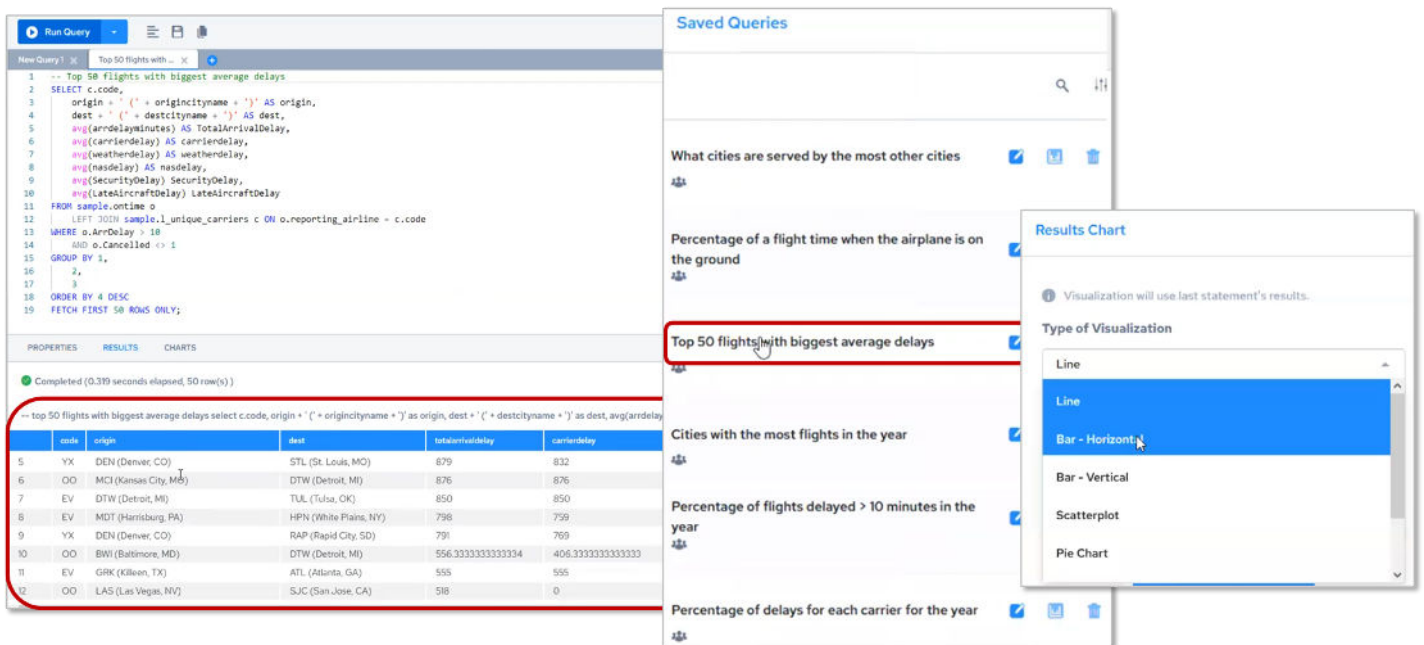 Run Query
New Query 1 X
Top 50 flights with ... X
1 -- Top 50 flights with biggest average delays
2 SELECT c.code,
3 origin + ' (' + origincityname + ')' AS origin,
4 dest + ' (' + destcityname + ')' AS dest,
5 avg(arrdelayminutes) AS TotalArrivalDelay,
6 avg(carrierdelay) AS carrierdelay,
7 avg(weatherdelay) AS weatherdelay,
8 avg(nasdelay) AS nasdelay,
9 avg(SecurityDelay) SecurityDelay,
10 avg(LateAircraftDelay) LateAircraftDelay
11 FROM sample.ontime o
12 LEFT JOIN sample.l_unique_carriers c ON o.reporting_airline = c.code
13 WHERE o.ArrDelay > 10
14 AND o.Cancelled <> 1
15 GROUP BY 1,
16 2,
17 3
18 ORDER BY 4 DESC
19 FETCH FIRST 50 ROWS ONLY;
PROPERTIES RESULTS CHARTS
Completed (0.319 seconds elapsed, 50 row(s) )
-- top 50 flights with biggest average delays select c.code, origin + ' (' + origincityname + ')' as origin, dest + ' (' + destcityname + ')' as dest, avg(arrdelay
code origin dest totalarrivaldelay carrierdelay
5 YX DEN (Denver, CO) STL (St. Louis, MO) 879 832
6 OO MCI (Kansas City, MO) DTW (Detroit, MI) 876 876
7 EV DTW (Detroit, MI) TUL (Tulsa, OK) 850 850
8 EV MDT (Harrisburg, PA) HPN (White Plains, NY) 798 759
9 YX DEN (Denver, CO) RAP (Rapid City, SD) 791 769
10 OO BWI (Baltimore, MD) DTW (Detroit, MI) 556.3333333333334 406.3333333333333
11 EV GRK (Killeen, TX) ATL (Atlanta, GA) 555 555
12 OO LAS (Las Vegas, NV) SJC (San Jose, CA) 518 0
Saved Queries
What cities are served by the most other cities
Percentage of a flight time when the airplane is on
the ground
Top 50 flights with biggest average delays
Cities with the most flights in the year
Percentage of flights delayed > 10 minutes in the
year
Percentage of delays for each carrier for the year
Results Chart
Visualization will use last statement's results.
Type of Visualization
Line
Line
Bar - Horizontal
Bar - Vertical
Scatterplot
Pie Chart